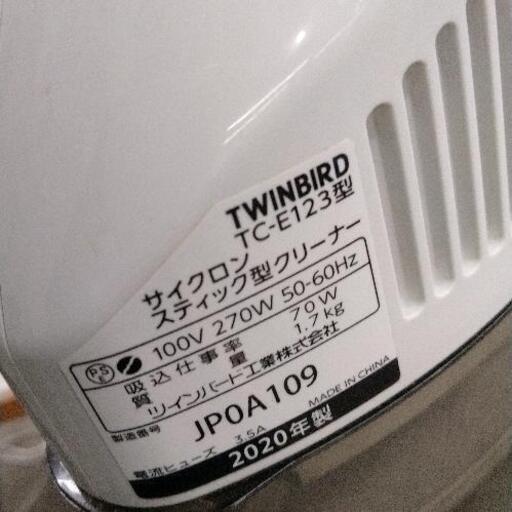 TWINBIRD
TC-E123型
サイクロン
スティック型クリーナー
PS E 100V 270W 50-60Hz
吸込仕事率 70W
質量 1.7kg
ツインバード工業株式会社
製造番号 JP0A109
MADE IN CHINA
電流ヒューズ 3.5A
2020年製